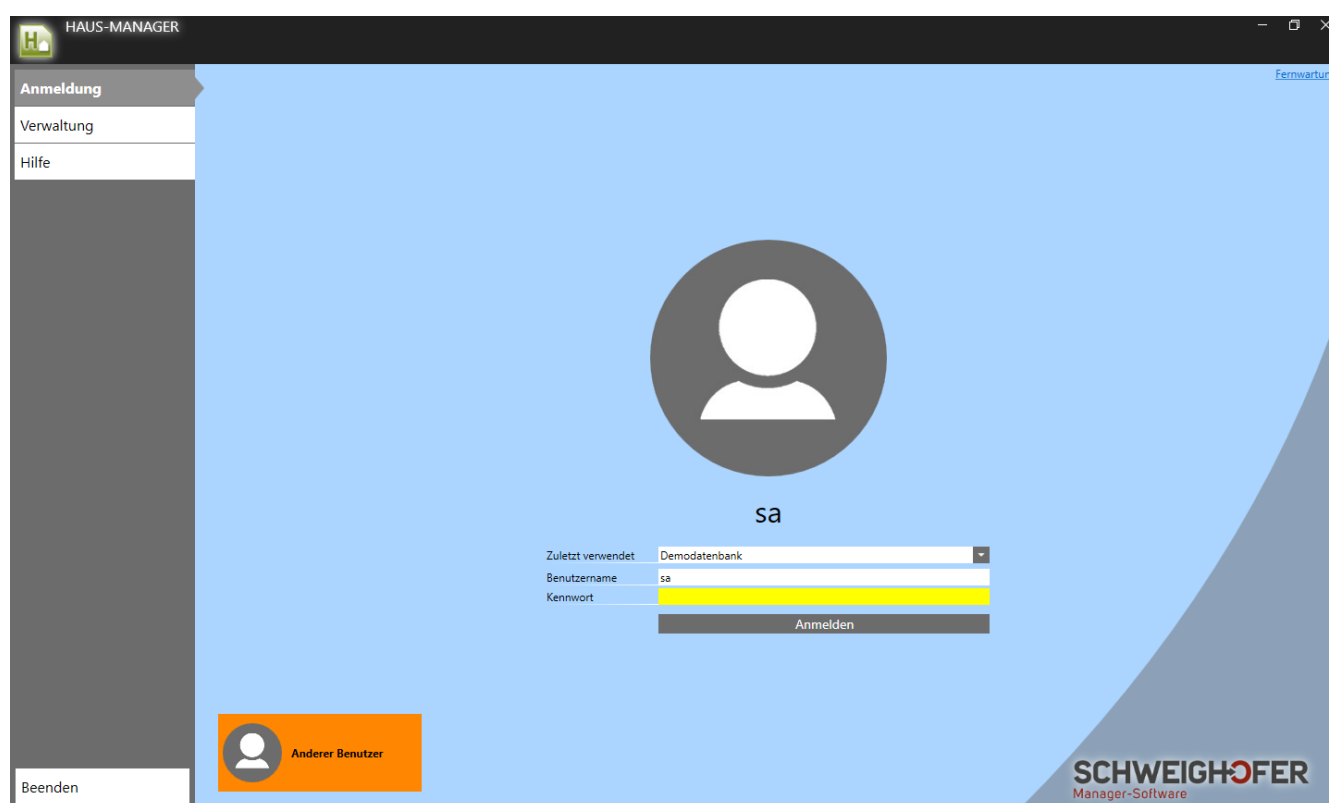 HAUS-MANAGER
Anmeldung
Verwaltung
Hilfe
sa
Zuletzt verwendet Demodatenbank
Benutzername sa
Kennwort
Anmelden
Anderer Benutzer
Beenden
SCHWEIGHOFER
Manager-Software